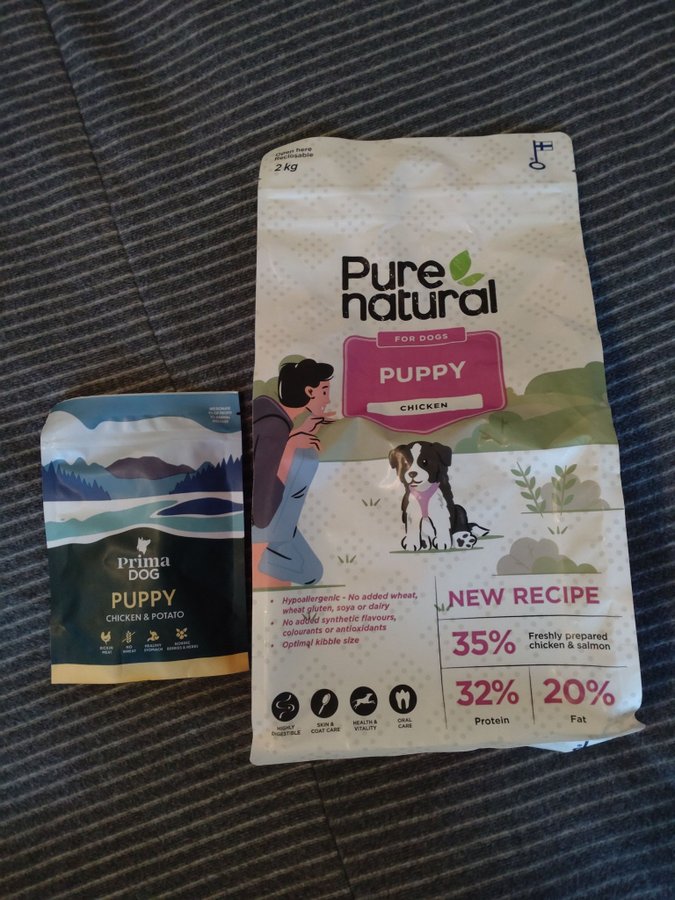 Open here
Reclosable
2 kg
Pure
natural
FOR DOGS
PUPPY
CHICKEN
Prima
DOG
PUPPY
CHICKEN & POTATO
RICH IN
MEAT
NO
WHEAT
HEALTHY
STOMACH
NORDIC
BERRIES & HERBS
• Hypoallergenic - No added wheat,
wheat gluten, soya or dairy
• No added synthetic flavours,
colourants or antioxidants
• Optimal kibble size
HIGHLY
DIGESTIBLE
SKIN &
COAT CARE
HEALTH &
VITALITY
ORAL
CARE
NEW RECIPE
35%
Freshly prepared
chicken & salmon
32%
Protein
20%
Fat